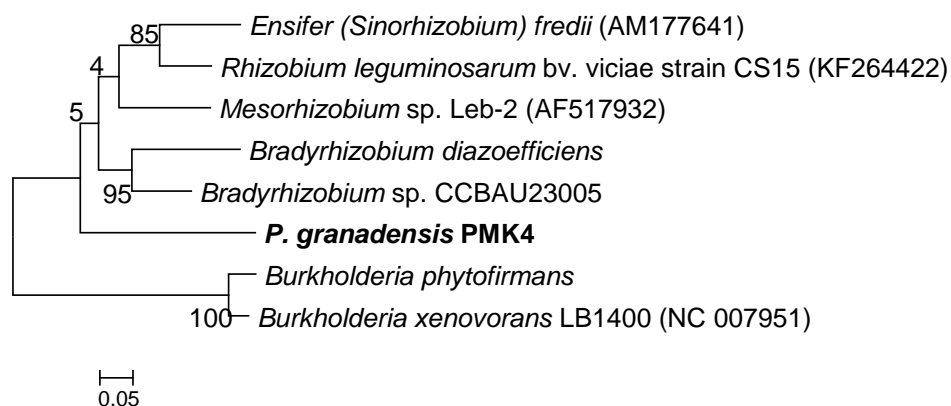 85
Ensifer (Sinorhizobium) fredii (AM177641)
Rhizobium leguminosarum bv. viciae strain CS15 (KF264422)
4
Mesorhizobium sp. Leb-2 (AF517932)
5
Bradyrhizobium diazoefficiens
95
Bradyrhizobium sp. CCBAU23005
P. granadensis PMK4
Burkholderia phytofirmans
100
Burkholderia xenovorans LB1400 (NC 007951)
0.05